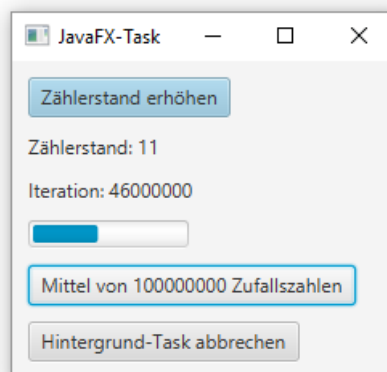 JavaFX-Task
Zählerstand erhöhen
Zählerstand: 11
Iteration: 46000000
Mittel von 100000000 Zufallszahlen
Hintergrund-Task abbrechen